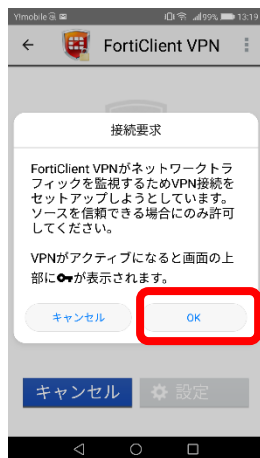 Y!mobile 99% 13:19
FortiClient VPN
接続要求
FortiClient VPNがネットワークトラ
フィックを監視するためVPN接続を
セットアップしようとしています。
ソースを信頼できる場合にのみ許可
してください。
VPNがアクティブになると画面の上
部にが表示されます。
キャンセル OK
キャンセル 設定